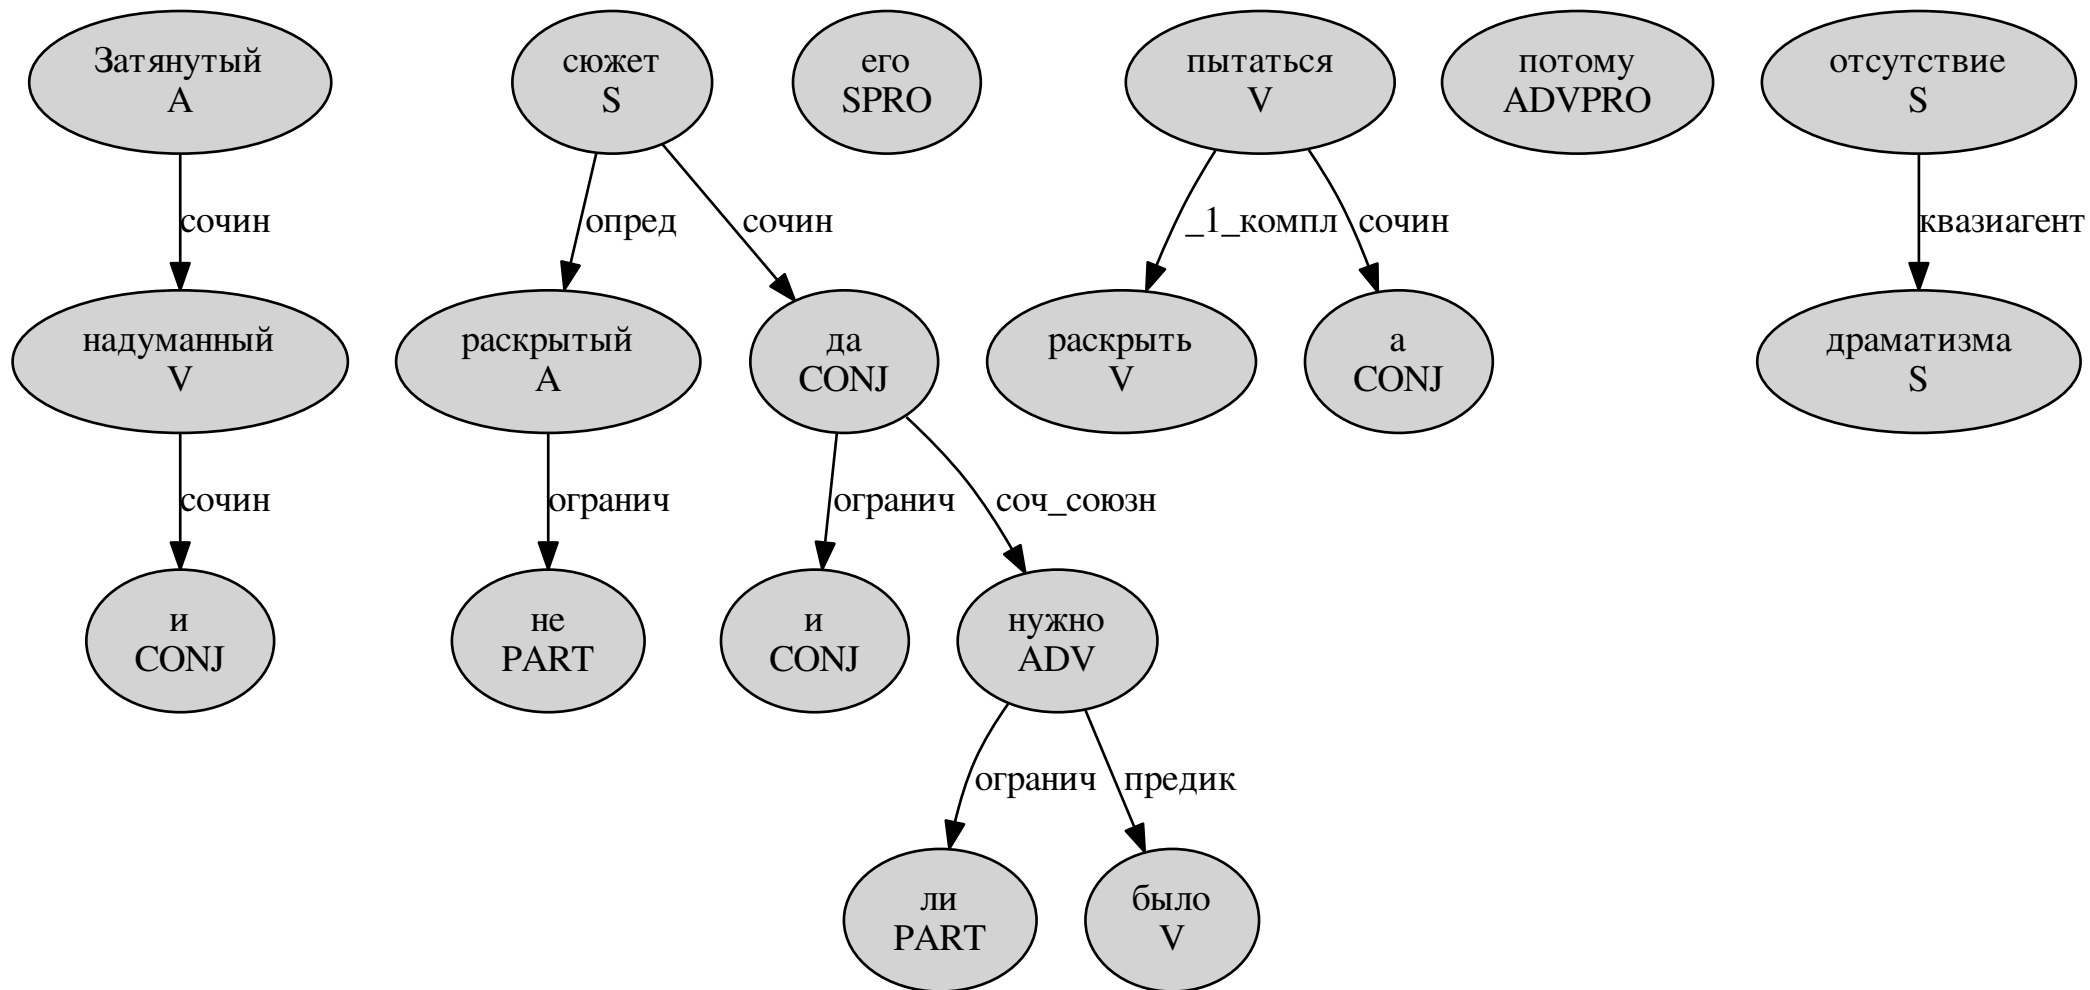 Затянутый
A
сюжет
S
его
SPRO
пытаться
V
потому
ADVPRO
отсутствие
S
сочин
опред
сочин
_1_компл
сочин
квазиагент
надуманный
V
раскрытый
A
да
CONJ
раскрыть
V
а
CONJ
драматизма
S
сочин
огранич
огранич
соч_союзн
и
CONJ
не
PART
и
CONJ
нужно
ADV
огранич
предик
ли
PART
было
V